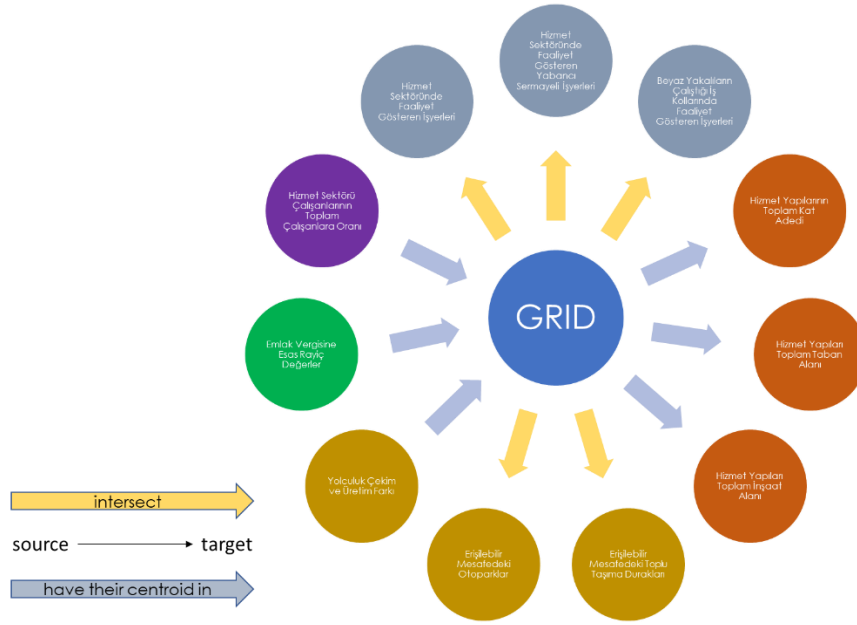 Hizmet
Sektöründe
Faaliyet
Gösteren
Yabancı
Sermayeli İşyerleri
Hizmet
Sektöründe
Faaliyet
Gösteren İşyerleri
Beyaz Yakalıların
Çalıştığı İş
Kollarında
Faaliyet
Gösteren İşyerleri
Hizmet Sektörü
Çalışanlarının
Toplam
Çalışanlara Oranı
Hizmet Yapılarının
Toplam Kat
Adedi
GRID
Emlak Vergisine
Esas Rayiç
Değerler
Hizmet Yapıları
Toplam Taban
Alanı
Yolculuk Çekim
ve Üretim Farkı
Hizmet Yapıları
Toplam İnşaat
Alanı
Erişilebilir
Mesafedeki
Otoparklar
Erişilebilir
Mesafedeki Toplu
Taşıma Durakları
intersect
source target
have their centroid in